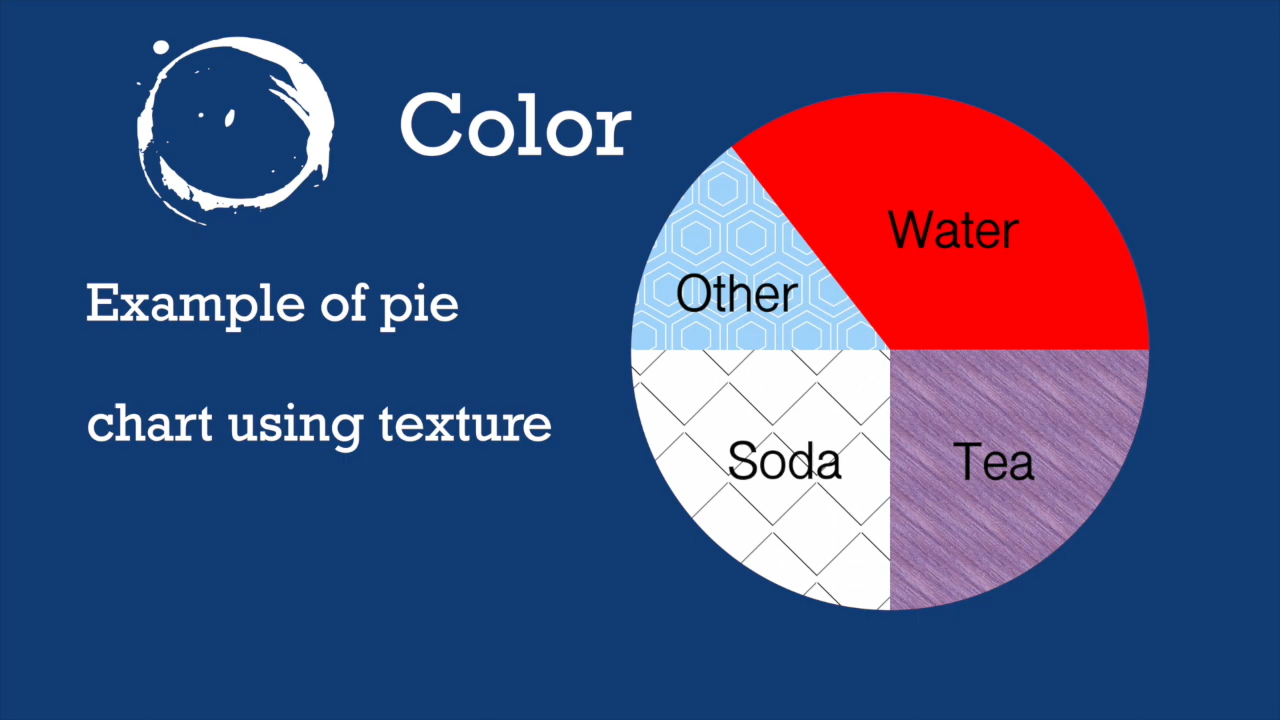 Color
Example of pie
chart using texture
Water
Other
Soda
Tea